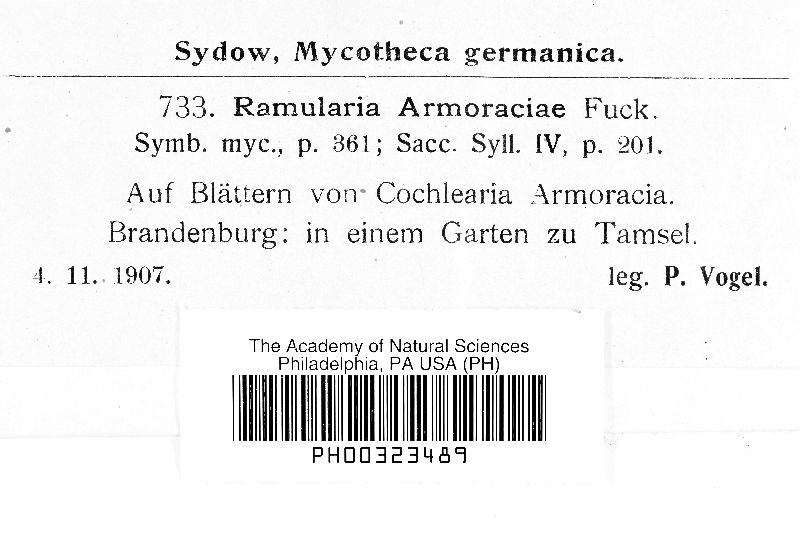 Sydow, Mycotheca germanica.
733. Ramularia Armoraciae Fuck.
Symb. myc., p. 361; Sacc. Syll. IV, p. 201.
Auf Blättern von Cochlearia Armoracia.
Brandenburg: in einem Garten zu Tamsel.
4. 11. 1907. leg. P. Vogel.
The Academy of Natural Sciences
Philadelphia, PA USA (PH)
PH00323489